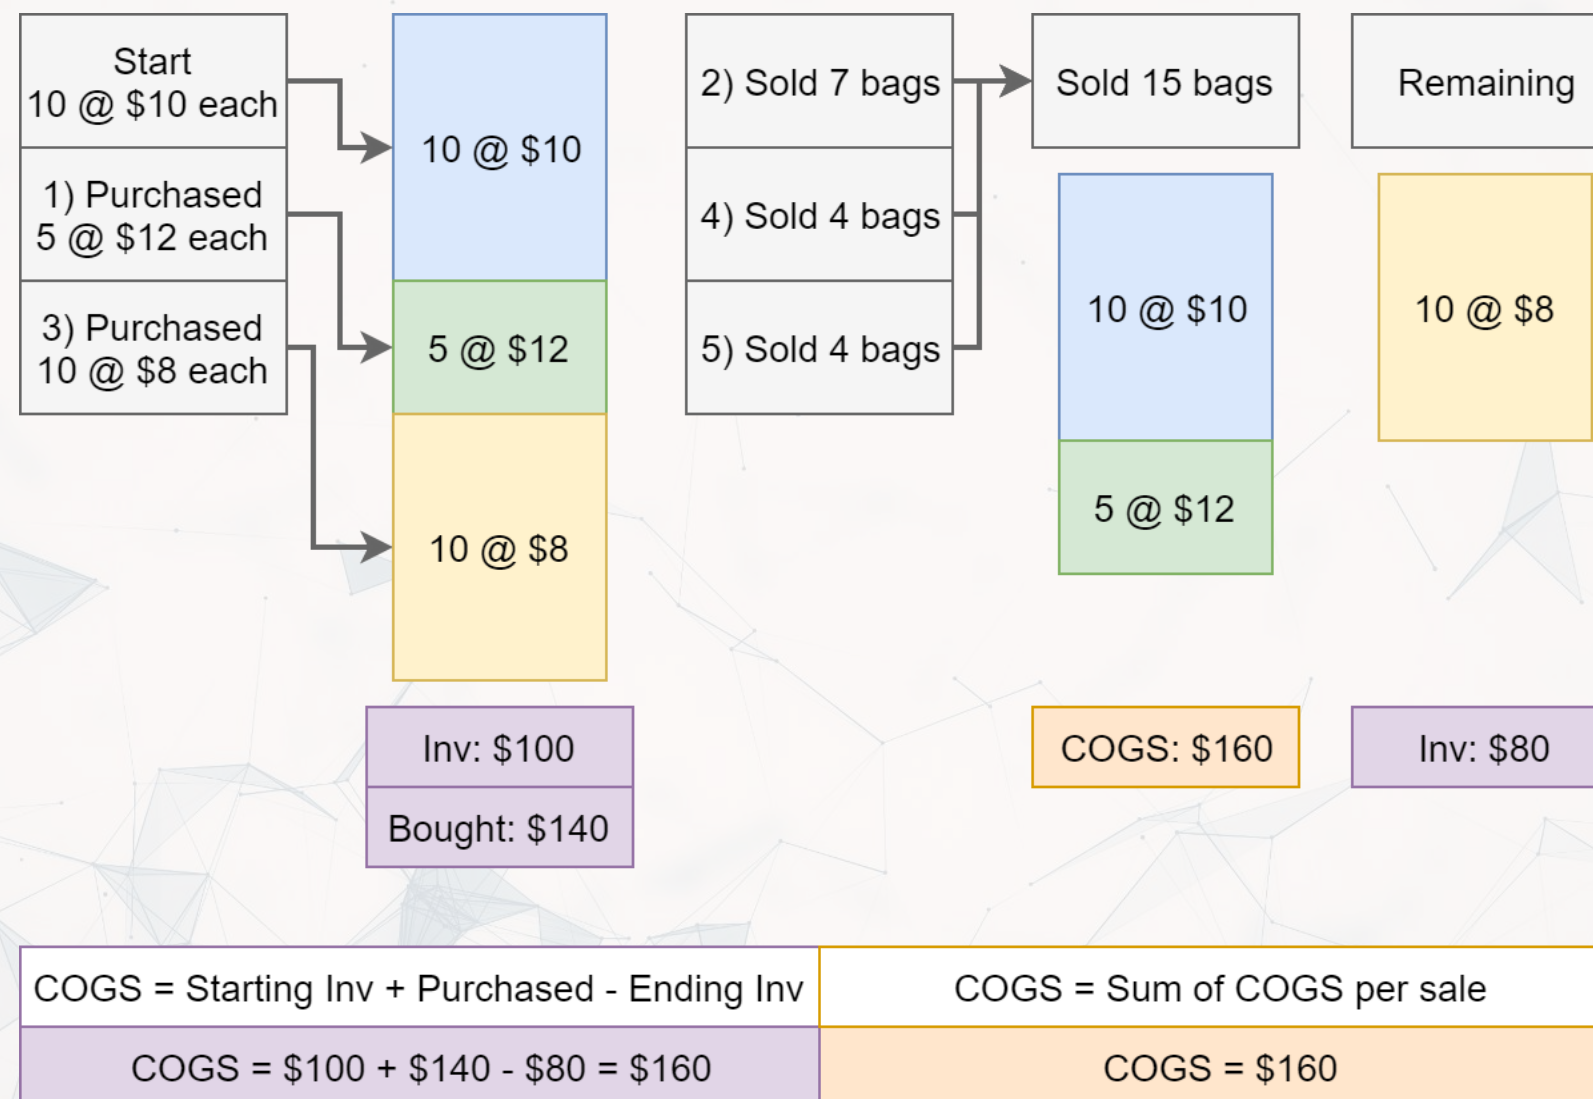 Start
10 @ $10 each
1) Purchased
5 @ $12 each
3) Purchased
10 @ $8 each
10 @ $10
5 @ $12
10 @ $8
Inv: $100
Bought: $140
2) Sold 7 bags
4) Sold 4 bags
5) Sold 4 bags
Sold 15 bags
10 @ $10
5 @ $12
COGS: $160
Remaining
10 @ $8
Inv: $80
COGS = Starting Inv + Purchased - Ending Inv
COGS = $100 + $140 - $80 = $160
COGS = Sum of COGS per sale
COGS = $160